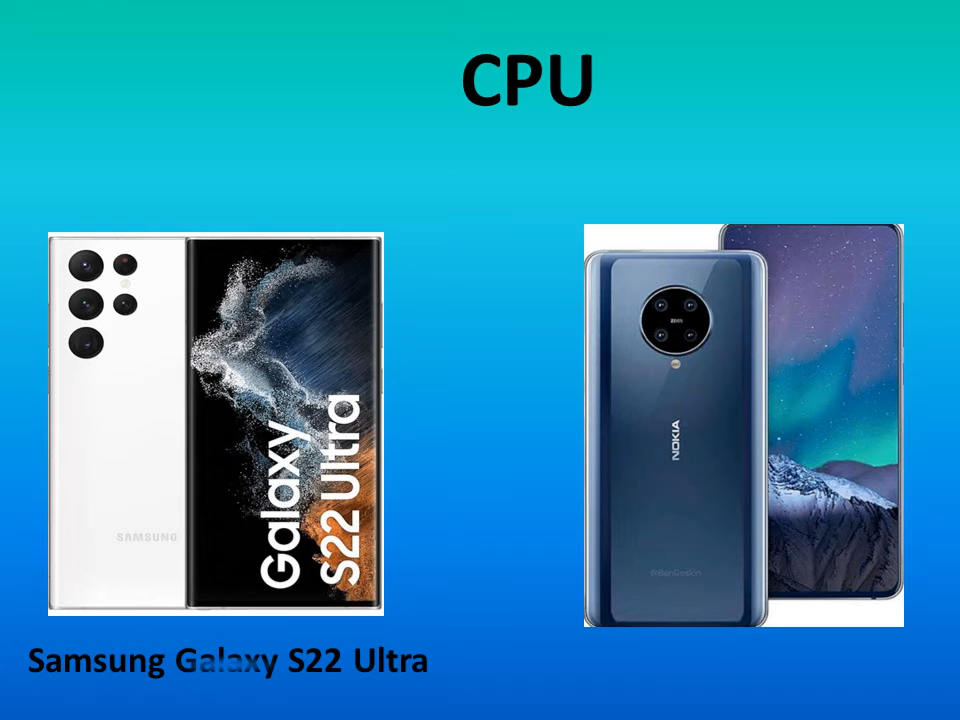 CPU
Galaxy
S22 Ultra
SAMSUNG
NOKIA
Samsung Galaxy S22 Ultra